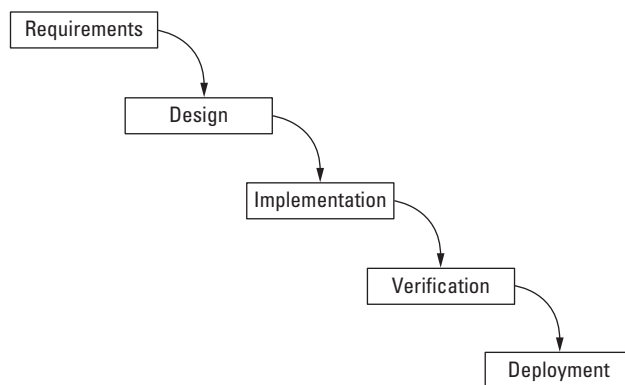 Requirements
Design
Implementation
Verification
Deployment